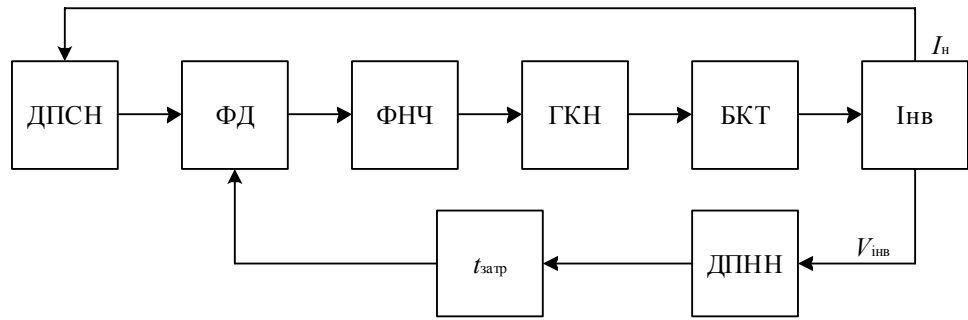 Iн
ДПСН
ФД
ФНЧ
ГКН
БКТ
Інв
tзатр
ДПНН
Vінв